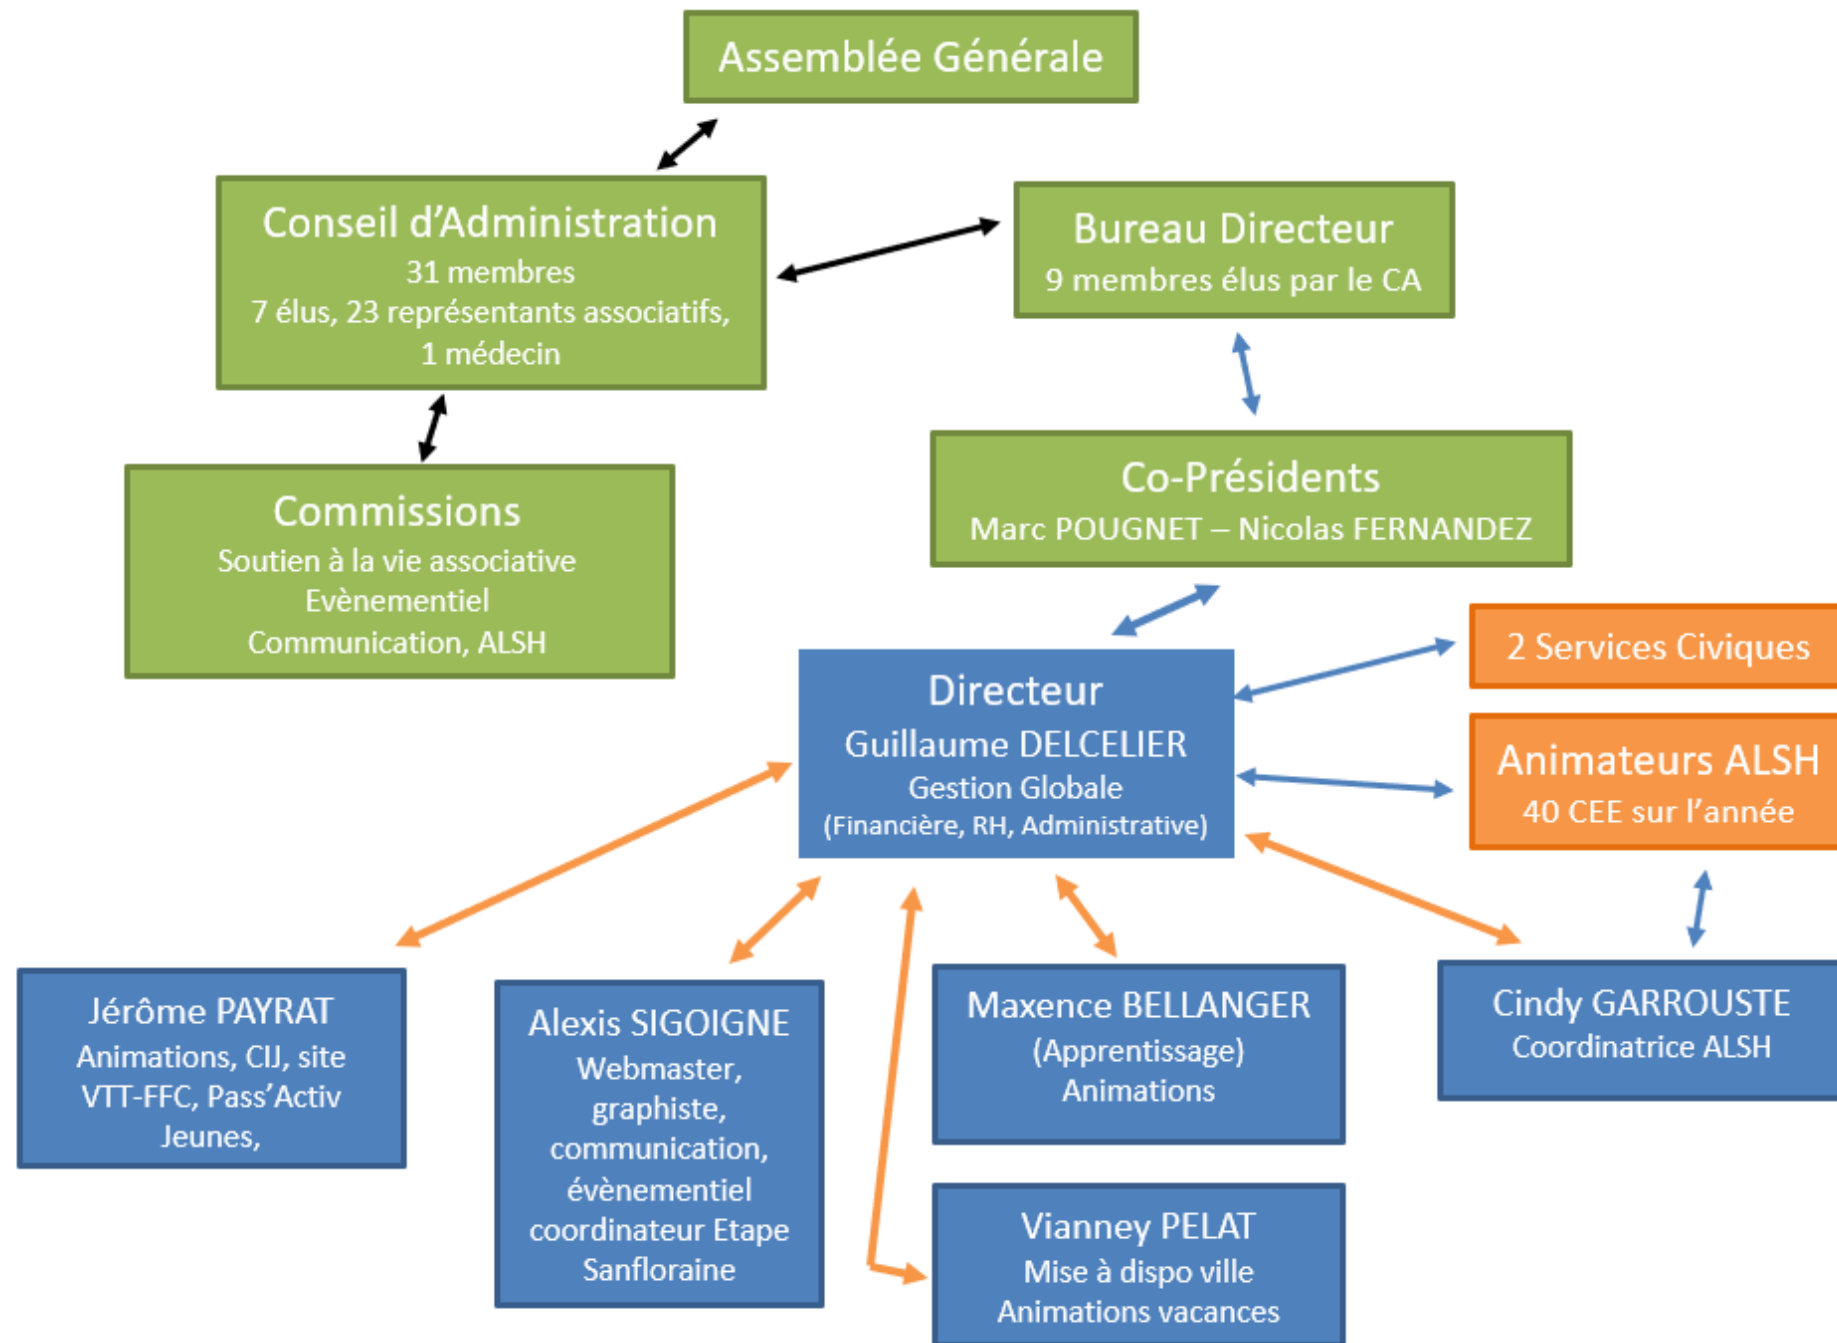 Assemblée Générale
Conseil d’Administration
31 membres
7 élus, 23 représentants associatifs,
1 médecin
Bureau Directeur
9 membres élus par le CA
Commissions
Soutien à la vie associative
Evènementiel
Communication, ALSH
Co-Présidents
Marc POUGNET – Nicolas FERNANDEZ
2 Services Civiques
Directeur
Guillaume DELCELIER
Gestion Globale
(Financière, RH, Administrative)
Animateurs ALSH
40 CEE sur l’année
Jérôme PAYRAT
Animations, CIJ, site
VTT-FFC, Pass’Activ
Jeunes,
Alexis SIGOIGNE
Webmaster,
graphiste,
communication,
évènementiel
coordinateur Etape
Sanfloraine
Maxence BELLANGER
(Apprentissage)
Animations
Cindy GARROUSTE
Coordinatrice ALSH
Vianney PELAT
Mise à dispo ville
Animations vacances